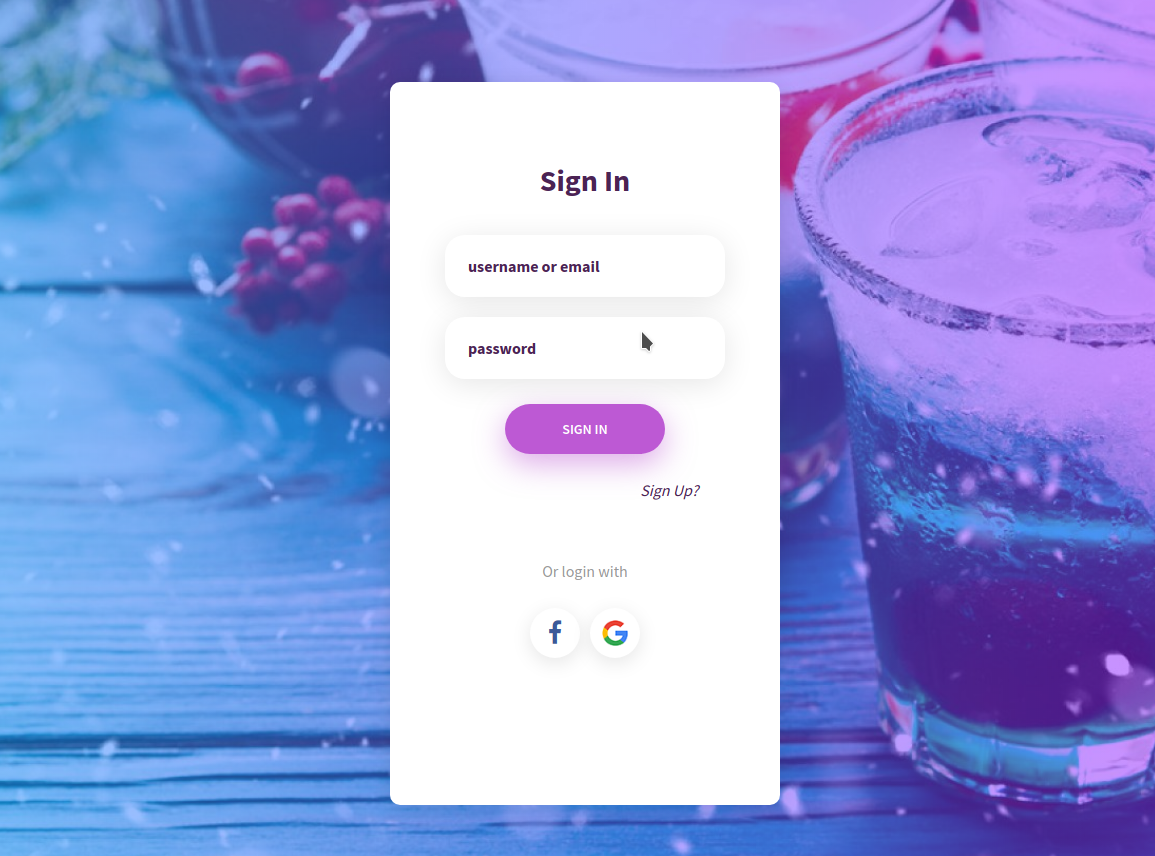 Sign In
username or email
password
SIGN IN
Sign Up?
Or login with